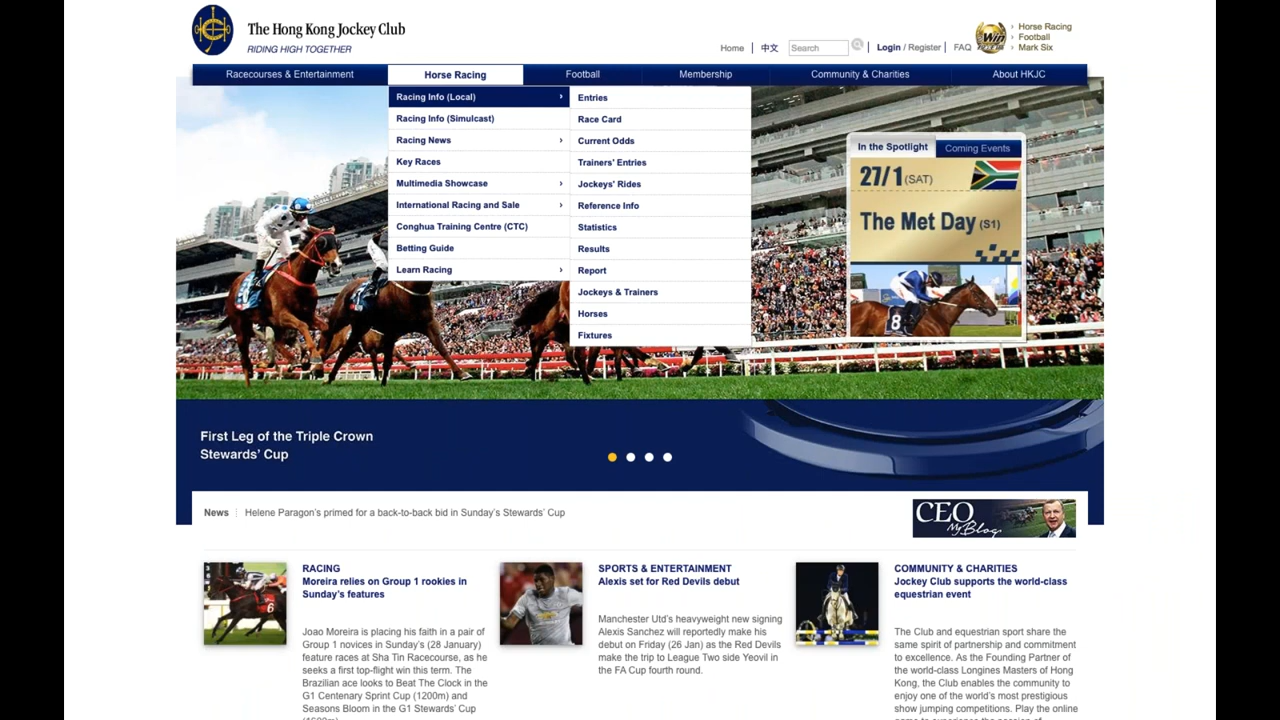 The Hong Kong Jockey Club
RIDING HIGH TOGETHER
Home
中文
Search
Login / Register
FAQ
Win
› Horse Racing
› Football
› Mark Six
Racecourses & Entertainment
Horse Racing
Football
Membership
Community & Charities
About HKJC
Racing Info (Local) ›
Racing Info (Simulcast)
Racing News ›
Key Races
Multimedia Showcase ›
International Racing and Sale ›
Conghua Training Centre (CTC)
Betting Guide
Learn Racing ›
Entries
Race Card
Current Odds
Trainers' Entries
Jockeys' Rides
Reference Info
Statistics
Results
Report
Jockeys & Trainers
Horses
Fixtures
In the Spotlight
Coming Events
27/1 (SAT)
The Met Day (S1)
8
First Leg of the Triple Crown
Stewards' Cup
News
Helene Paragon's primed for a back-to-back bid in Sunday's Stewards' Cup
CEO
My Blog
6
RACING
Moreira relies on Group 1 rookies in
Sunday's features
Joao Moreira is placing his faith in a pair of
Group 1 novices in Sunday's (28 January)
feature races at Sha Tin Racecourse, as he
seeks a first top-flight win this term. The
Brazilian ace looks to Beat The Clock in the
G1 Centenary Sprint Cup (1200m) and
Seasons Bloom in the G1 Stewards' Cup
(1600m).
SPORTS & ENTERTAINMENT
Alexis set for Red Devils debut
Manchester Utd's heavyweight new signing
Alexis Sanchez will reportedly make his
debut on Friday (26 Jan) as the Red Devils
make the trip to League Two side Yeovil in
the FA Cup fourth round.
COMMUNITY & CHARITIES
Jockey Club supports the world-class
equestrian event
The Club and equestrian sport share the
same spirit of partnership and commitment
to excellence. As the Founding Partner of
the world-class Longines Masters of Hong
Kong, the Club enables the community to
enjoy one of the world's most prestigious
show jumping competitions. Play the online
game to experience the passion of